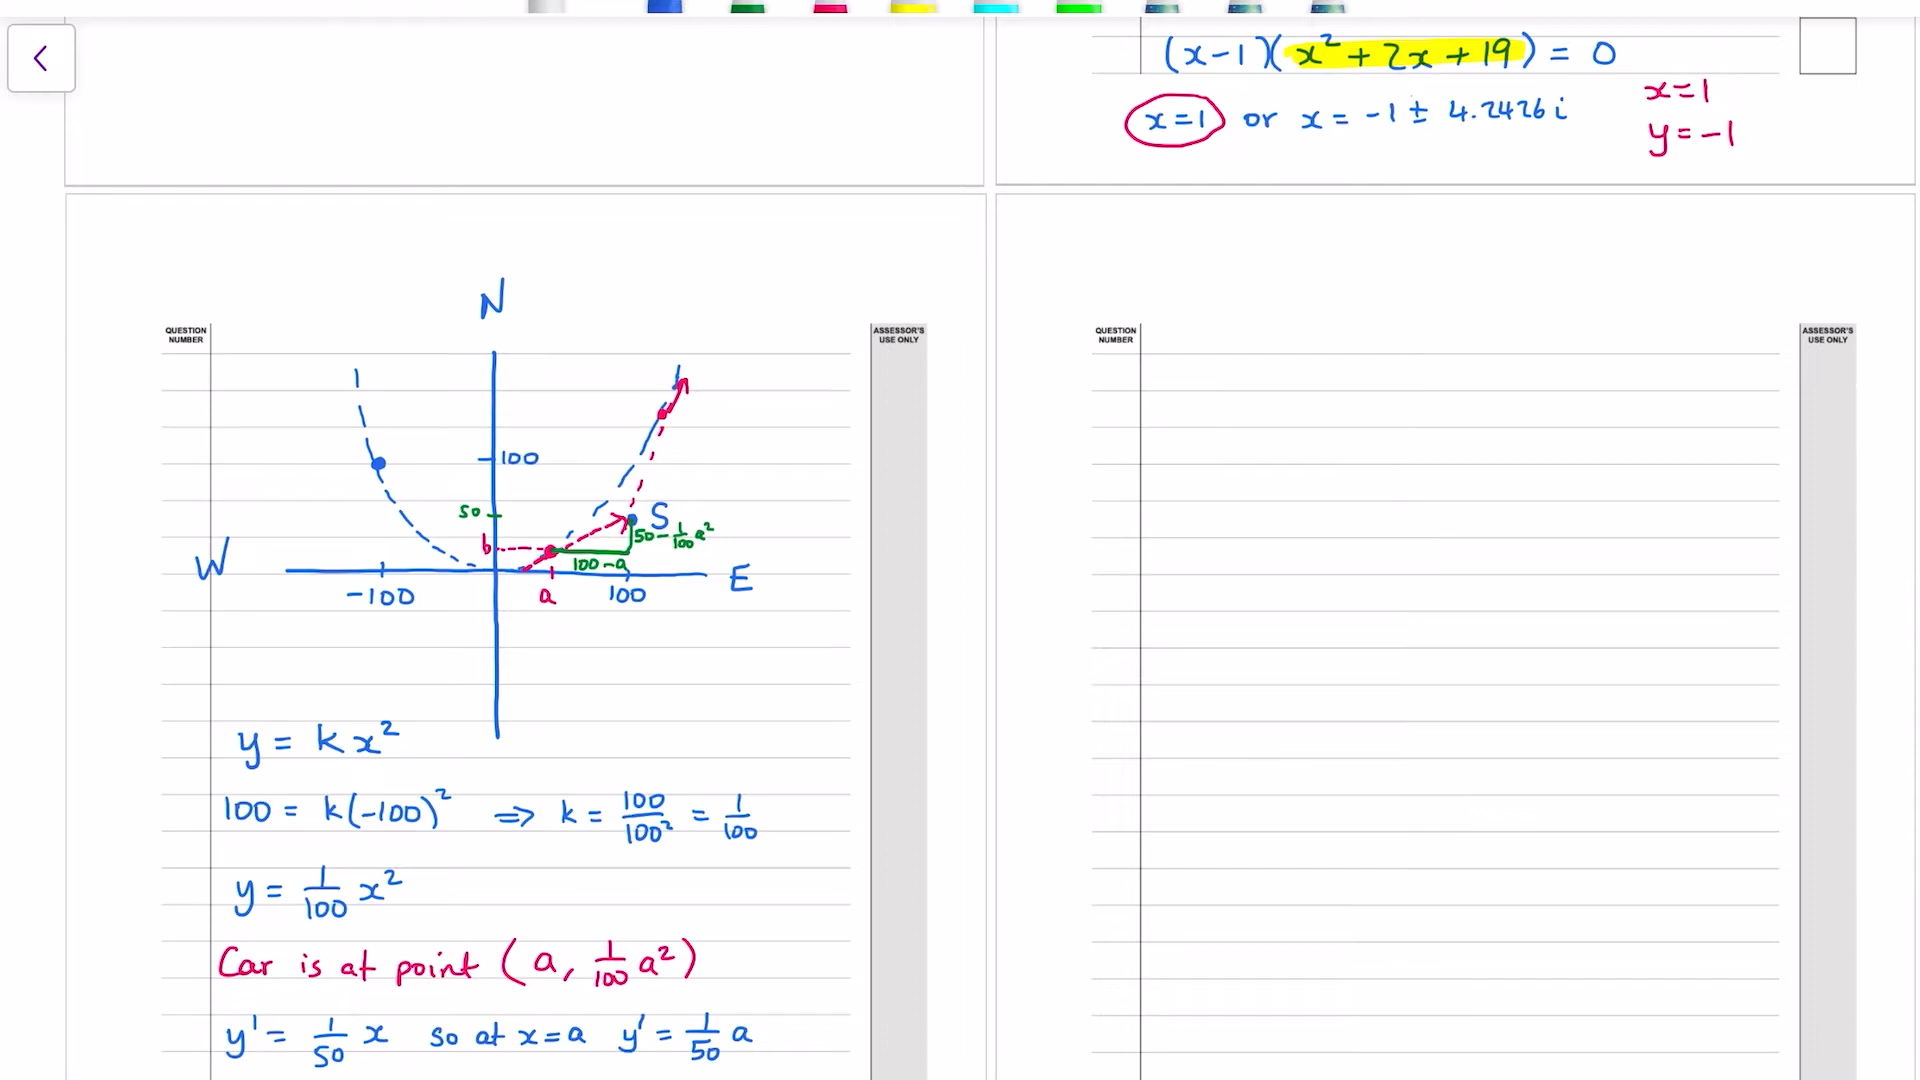 (x-1)(x² + 2x + 19) = 0
x=1 or x = -1 ± 4.2426 i
x=1
y=-1
N
QUESTION NUMBER
ASSESSOR'S USE ONLY
100
50
S
b
50-1/100 a²
100-a
W
E
-100
a
100
y = kx²
100 = k(-100)² ⇒ k = 100/100² = 1/100
y = 1/100 x²
Car is at point (a, 1/100 a²)
y' = 1/50 x so at x=a y' = 1/50 a
QUESTION NUMBER
ASSESSOR'S USE ONLY